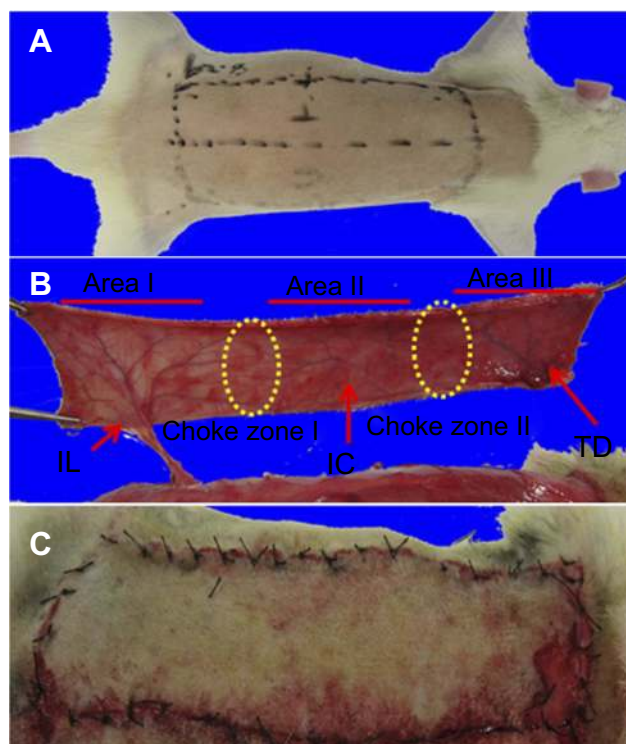 A
B
Area I
Area II
Area III
Choke zone I
Choke zone II
IL
IC
TD
C